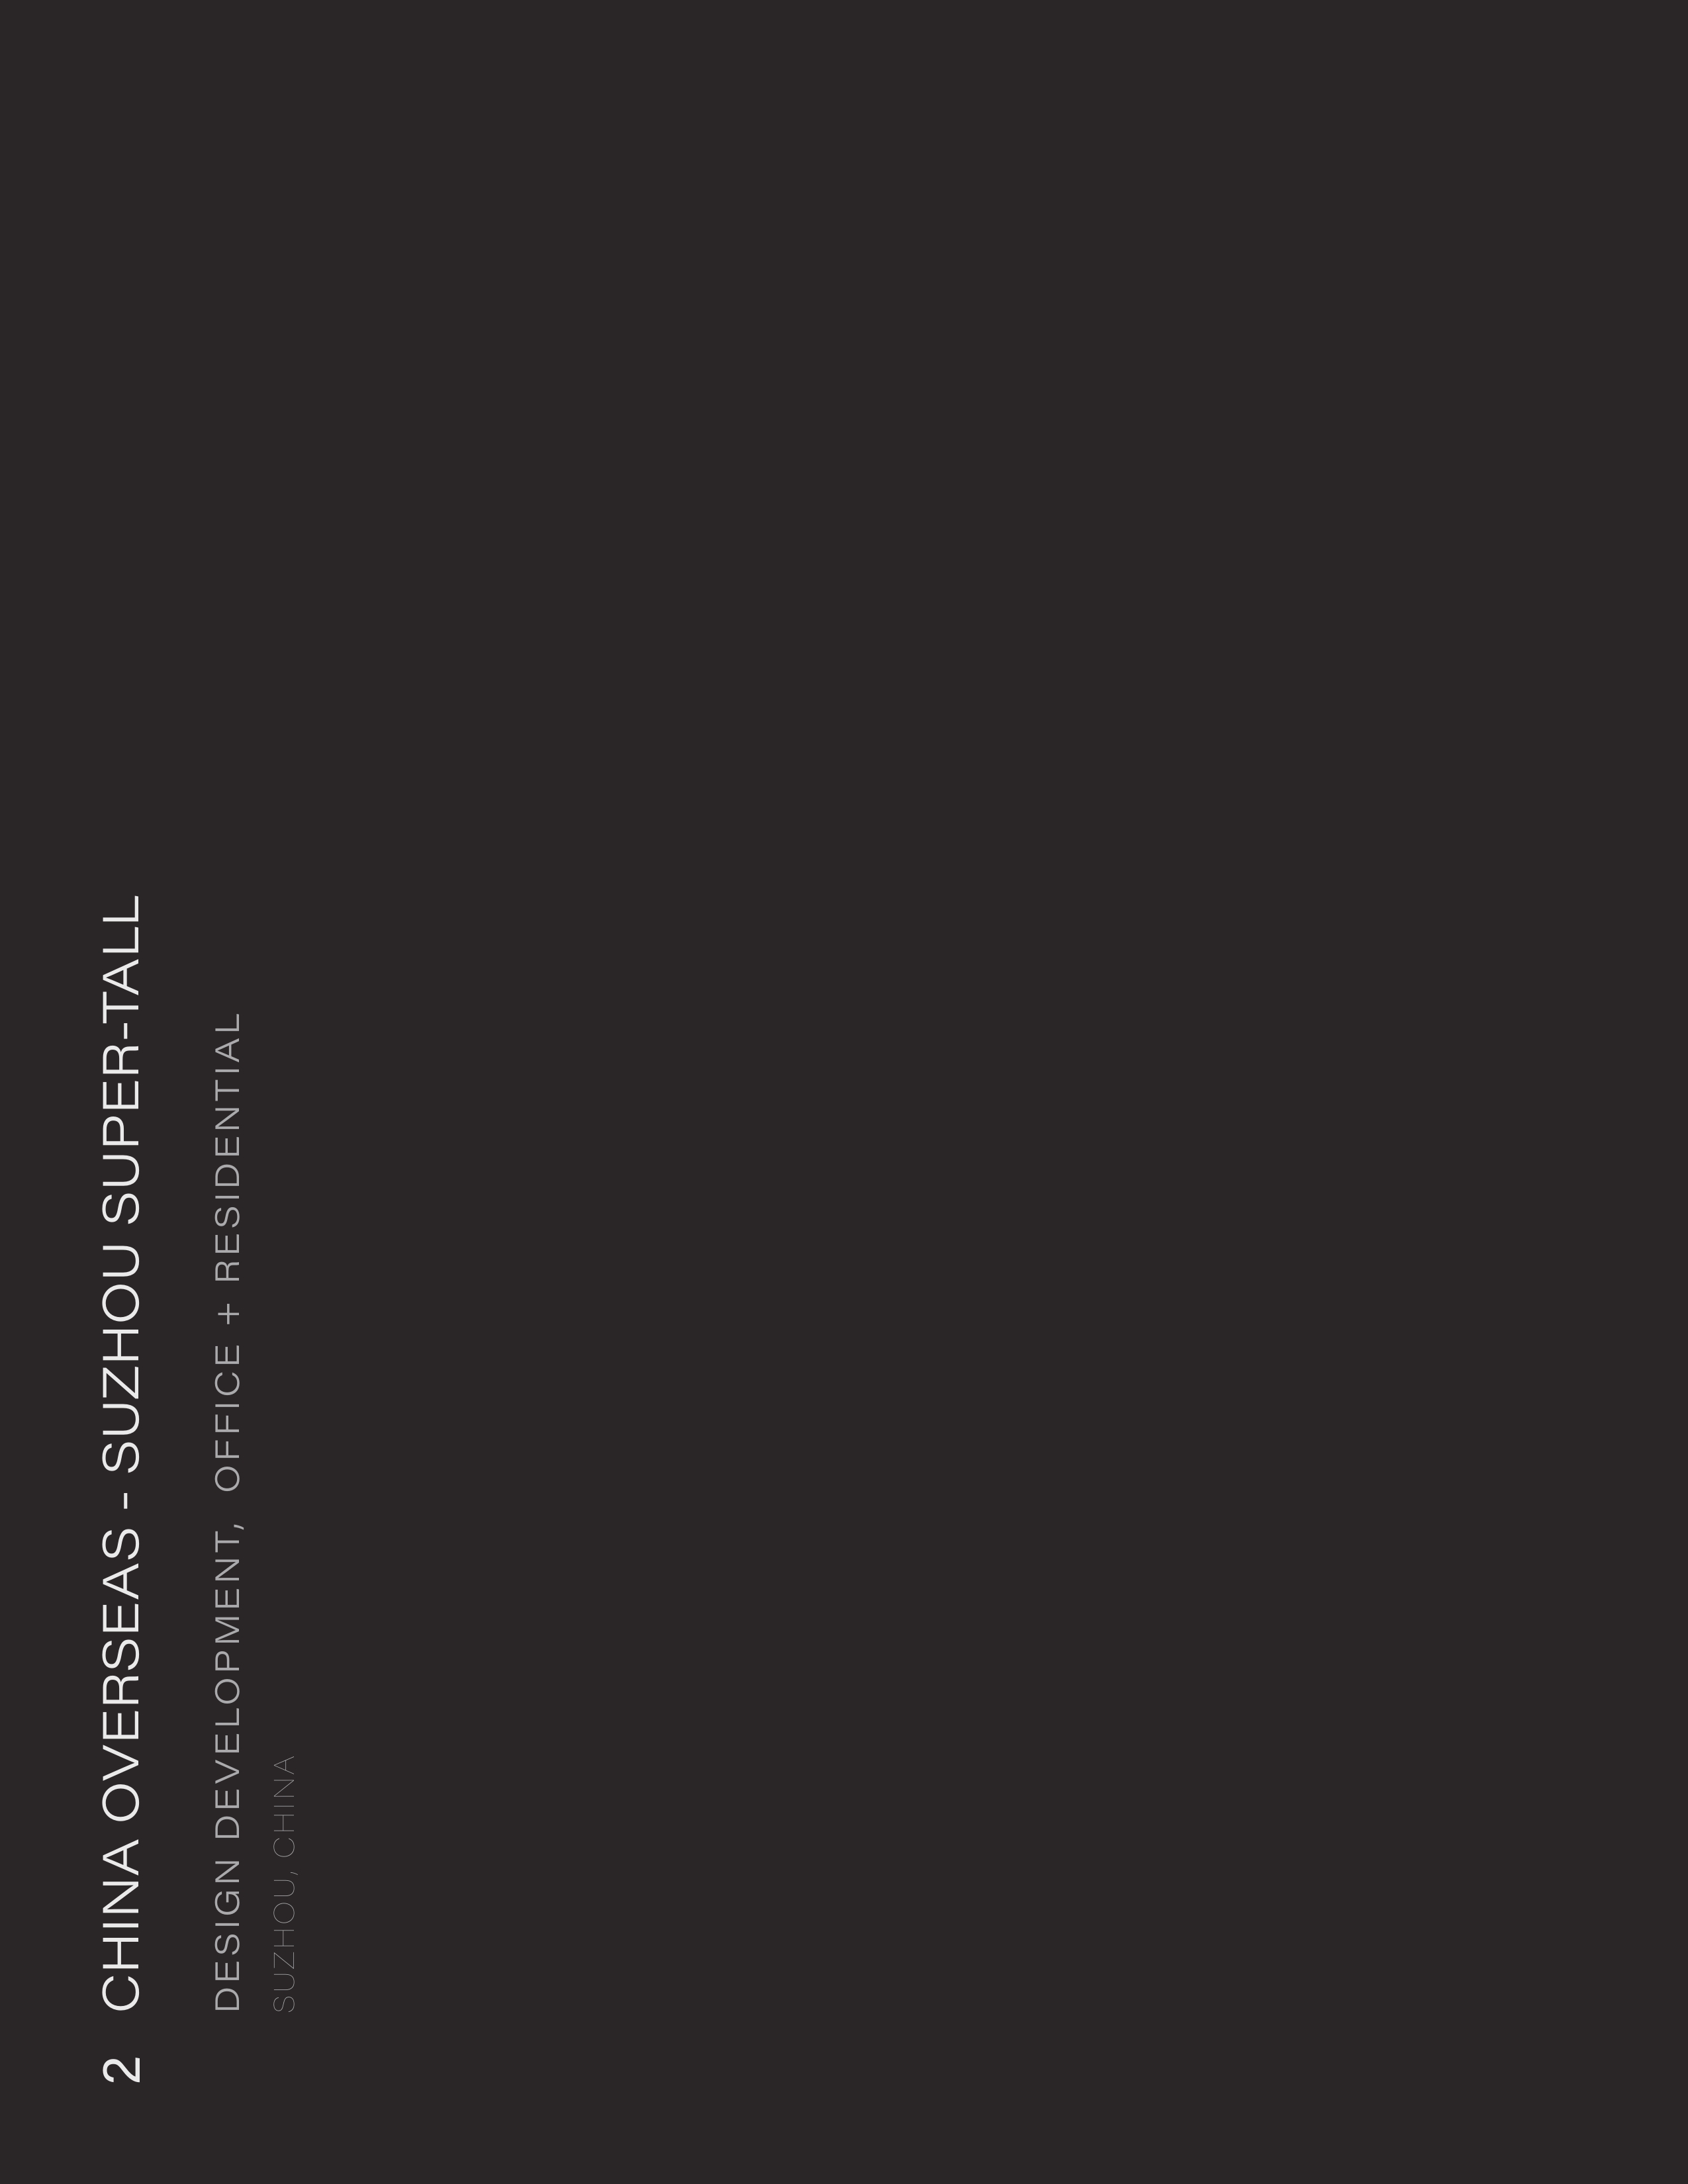 2 CHINA OVERSEAS - SUZHOU SUPER-TALL
DESIGN DEVELOPMENT, OFFICE + RESIDENTIAL
SUZHOU, CHINA